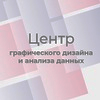 Центр
графического дизайна
и анализа данных